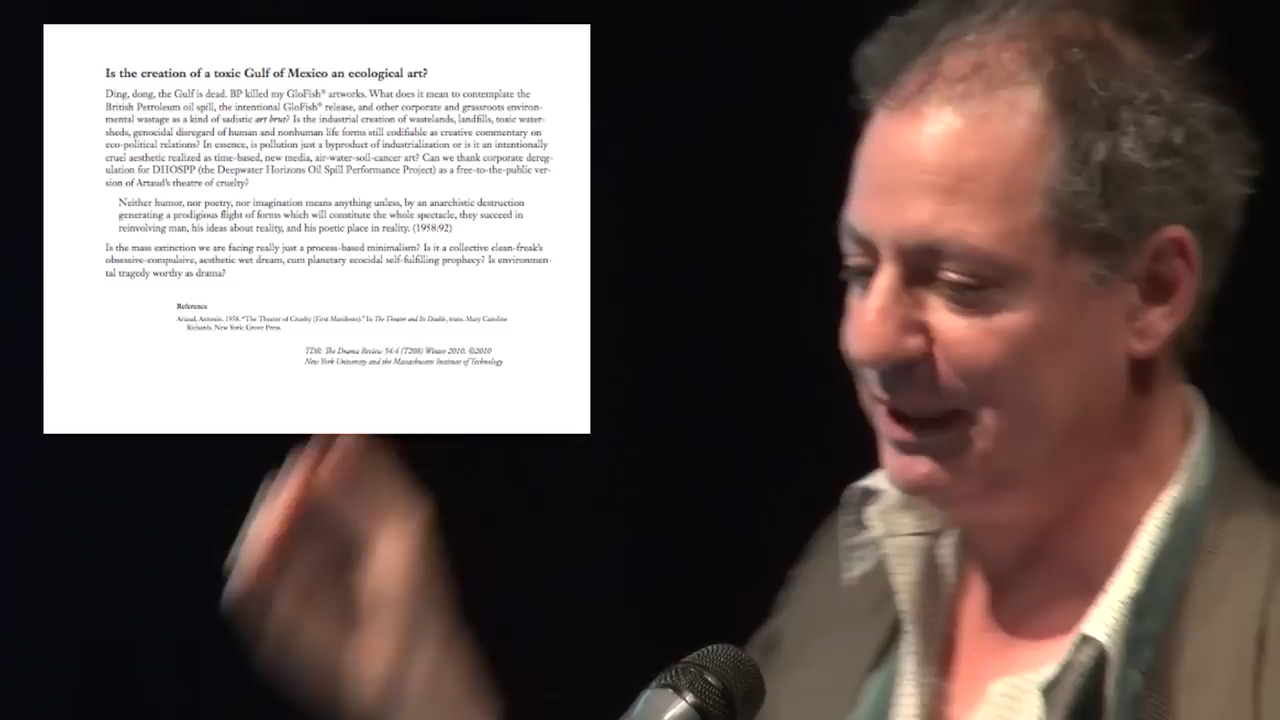 Is the creation of a toxic Gulf of Mexico an ecological art?
Ding, dong, the Gulf is dead. BP killed my GloFish® artworks. What does it mean to contemplate the
British Petroleum oil spill, the intentional GloFish® release, and other corporate and grassroots environ-
mental wastage as a kind of sadistic art brut? Is the industrial creation of wastelands, landfills, toxic water-
sheds, genocidal disregard of human and nonhuman life forms still codifiable as creative commentary on
eco-political relations? In essence, is pollution just a byproduct of industrialization or is it an intentionally
cruel aesthetic realized as time-based, new media, air-water-soil-cancer art? Can we thank corporate dereg-
ulation for DHOSPP (the Deepwater Horizons Oil Spill Performance Project) as a free-to-the-public ver-
sion of Artaud's theatre of cruelty?
Neither humor, nor poetry, nor imagination means anything unless, by an anarchistic destruction
generating a prodigious flight of forms which will constitute the whole spectacle, they succeed in
reinvolving man, his ideas about reality, and his poetic place in reality. (1958:92)
Is the mass extinction we are facing really just a process-based minimalism? Is it a collective clean-freak's
obsessive-compulsive, aesthetic wet dream, cum planetary ecocidal self-fulfilling prophecy? Is environmen-
tal tragedy worthy as drama?
Reference
Artaud, Antonin. 1958. "The Theater of Cruelty (First Manifesto)." In The Theater and Its Double, trans. Mary Caroline
Richards. New York: Grove Press.
TDR: The Drama Review 54:4 (T208) Winter 2010. ©2010
New York University and the Massachusetts Institute of Technology